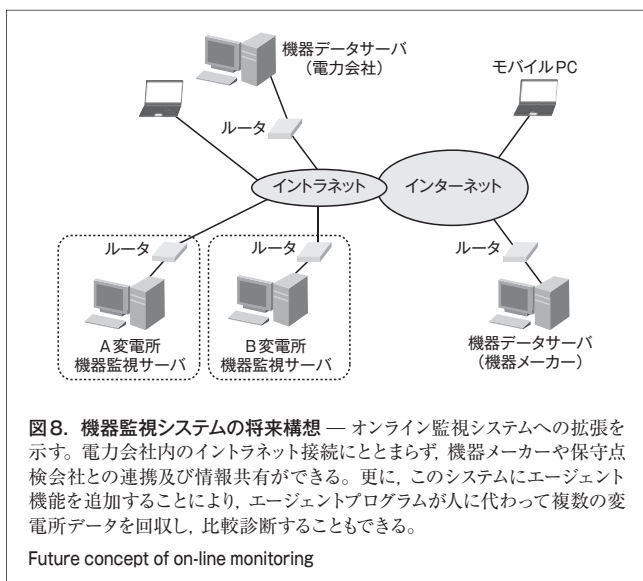 機器データサーバ
（電力会社）
モバイルPC
ルータ
イントラネット
インターネット
ルータ
ルータ
ルータ
A変電所
機器監視サーバ
B変電所
機器監視サーバ
機器データサーバ
（機器メーカー）
図8．機器監視システムの将来構想 ― オンライン監視システムへの拡張を
示す。電力会社内のイントラネット接続にとどまらず，機器メーカーや保守点
検会社との連携及び情報共有ができる。更に，このシステムにエージェント
機能を追加することにより，エージェントプログラムが人に代わって複数の変
電所データを回収し，比較診断することもできる。
Future concept of on-line monitoring